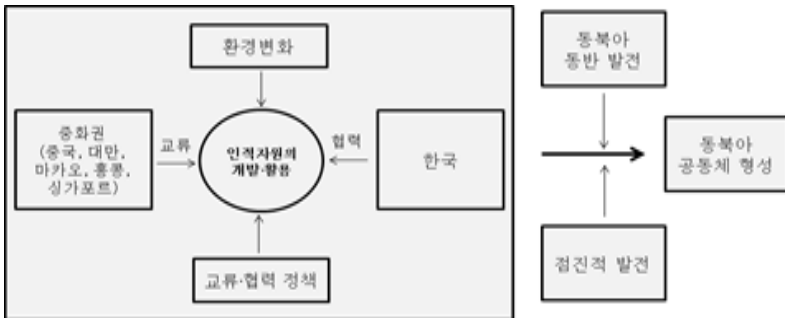 환경변화
중화권
(중국, 대만,
마카오, 홍콩,
싱가포르)
교류
인적자원의
개발·활용
협력
한국
교류·협력 정책
동북아
동반 발전
동북아
공동체 형성
점진적 발전